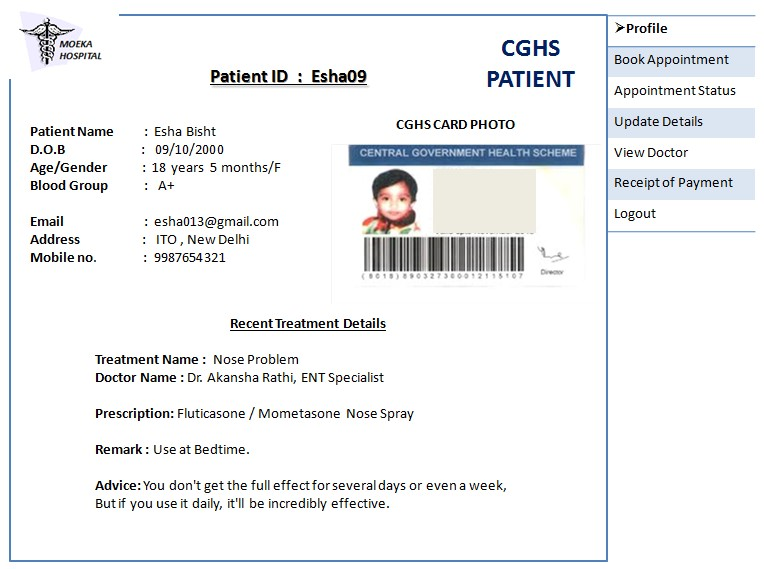 MOEKA
HOSPITAL
CGHS
PATIENT
Patient ID : Esha09
Patient Name : Esha Bisht
D.O.B : 09/10/2000
Age/Gender : 18 years 5 months/F
Blood Group : A+
Email : esha013@gmail.com
Address : ITO , New Delhi
Mobile no. : 9987654321
CGHS CARD PHOTO
CENTRAL GOVERNMENT HEALTH SCHEME
Director
Recent Treatment Details
Treatment Name : Nose Problem
Doctor Name : Dr. Akansha Rathi, ENT Specialist
Prescription: Fluticasone / Mometasone Nose Spray
Remark : Use at Bedtime.
Advice: You don't get the full effect for several days or even a week,
But if you use it daily, it'll be incredibly effective.
➢Profile
Book Appointment
Appointment Status
Update Details
View Doctor
Receipt of Payment
Logout